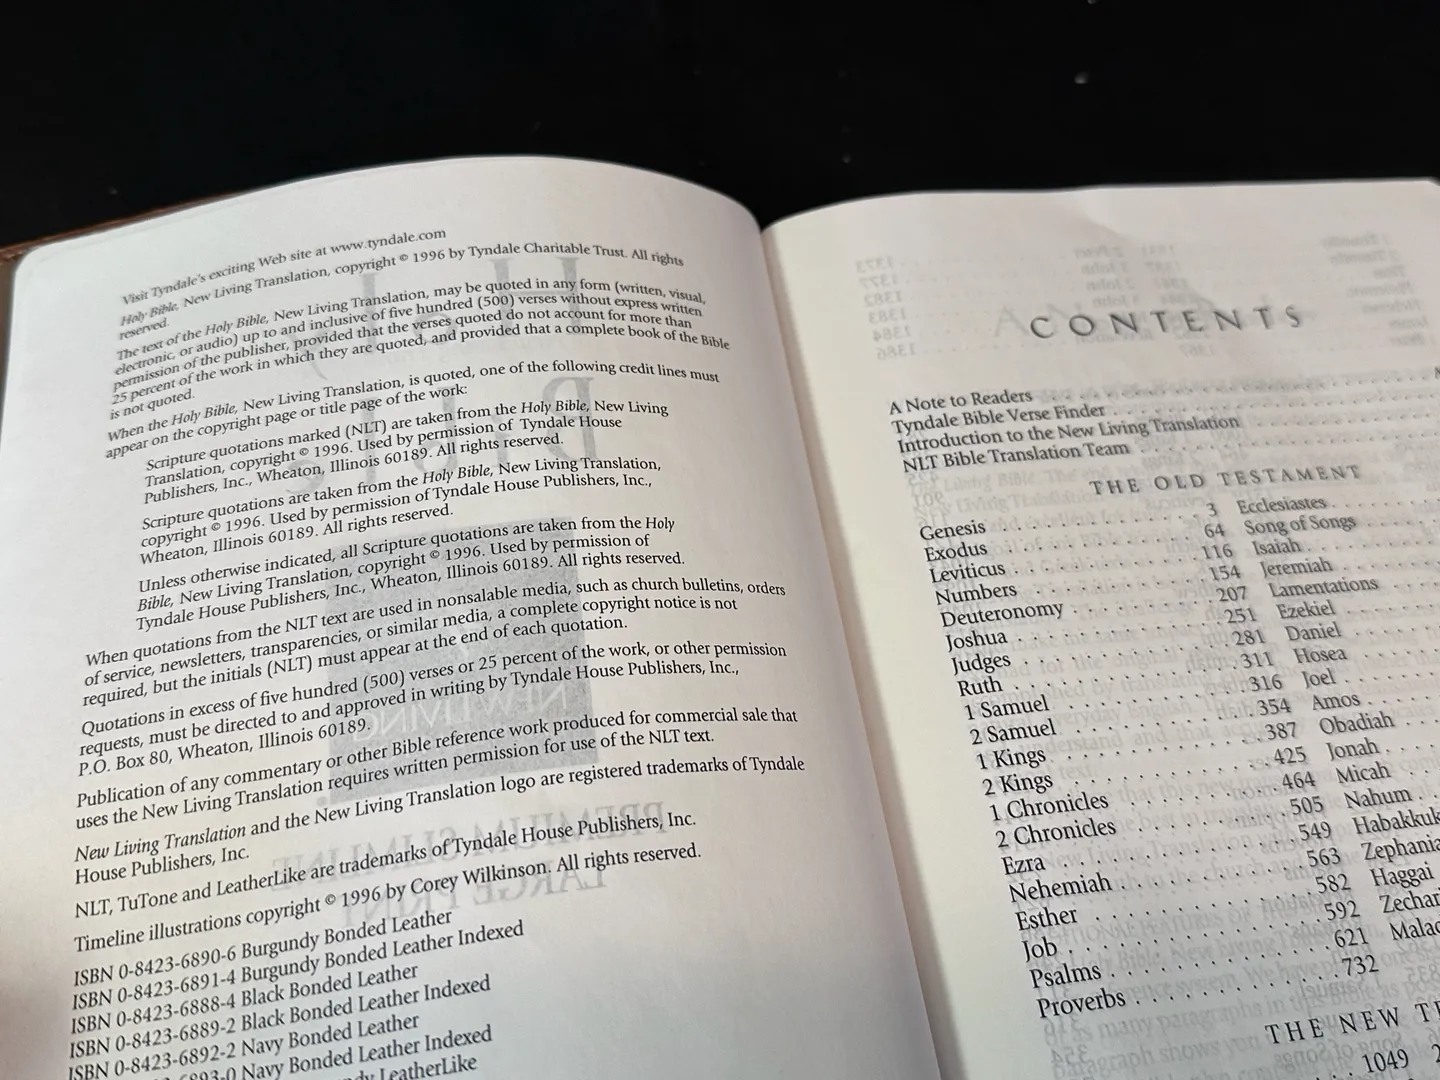 Visit Tyndale's exciting Web site at www.tyndale.com
Holy Bible, New Living Translation, copyright © 1996 by Tyndale Charitable Trust. All rights
reserved.
The text of the Holy Bible, New Living Translation, may be quoted in any form (written, visual,
electronic, or audio) up to and inclusive of five hundred (500) verses without express written
permission of the publisher, provided that the verses quoted do not account for more than
25 percent of the work in which they are quoted, and provided that a complete book of the Bible
is not quoted.
When the Holy Bible, New Living Translation, is quoted, one of the following credit lines must
appear on the copyright page or title page of the work:
Scripture quotations marked (NLT) are taken from the Holy Bible, New Living
Translation, copyright © 1996. Used by permission of Tyndale House
Publishers, Inc., Wheaton, Illinois 60189. All rights reserved.
Scripture quotations are taken from the Holy Bible, New Living Translation,
copyright © 1996. Used by permission of Tyndale House Publishers, Inc.,
Wheaton, Illinois 60189. All rights reserved.
Unless otherwise indicated, all Scripture quotations are taken from the Holy
Bible, New Living Translation, copyright © 1996. Used by permission of
Tyndale House Publishers, Inc., Wheaton, Illinois 60189. All rights reserved.
When quotations from the NLT text are used in nonsalable media, such as church bulletins, orders
of service, newsletters, transparencies, or similar media, a complete copyright notice is not
required, but the initials (NLT) must appear at the end of each quotation.
Quotations in excess of five hundred (500) verses or 25 percent of the work, or other permission
requests, must be directed to and approved in writing by Tyndale House Publishers, Inc.,
P.O. Box 80, Wheaton, Illinois 60189.
Publication of any commentary or other Bible reference work produced for commercial sale that
uses the New Living Translation requires written permission for use of the NLT text.
New Living Translation and the New Living Translation logo are registered trademarks of Tyndale
House Publishers, Inc.
NLT, TuTone and LeatherLike are trademarks of Tyndale House Publishers, Inc.
Timeline illustrations copyright © 1996 by Corey Wilkinson. All rights reserved.
ISBN 0-8423-6890-6 Burgundy Bonded Leather
ISBN 0-8423-6891-4 Burgundy Bonded Leather Indexed
ISBN 0-8423-6888-4 Black Bonded Leather
ISBN 0-8423-6889-2 Black Bonded Leather Indexed
ISBN 0-8423-6892-2 Navy Bonded Leather
Navy Bonded Leather Indexed
LeatherLike
CONTENTS
A Note to Readers
Tyndale Bible Verse Finder
Introduction to the New Living Translation
NLT Bible Translation Team
THE OLD TESTAMENT
Genesis 3
Exodus 64
Leviticus 116
Numbers 154
Deuteronomy 207
Joshua 251
Judges 281
Ruth 311
1 Samuel 316
2 Samuel 354
1 Kings 387
2 Kings 425
1 Chronicles 464
2 Chronicles 505
Ezra 549
Nehemiah 563
Esther 582
Job 592
Psalms 621
Proverbs 732
Ecclesiastes
Song of Songs
Isaiah
Jeremiah
Lamentations
Ezekiel
Daniel
Hosea
Joel
Amos
Obadiah
Jonah
Micah
Nahum
Habakkuk
Zephania
Haggai
Zechar
Malac
THE NEW TE
1049